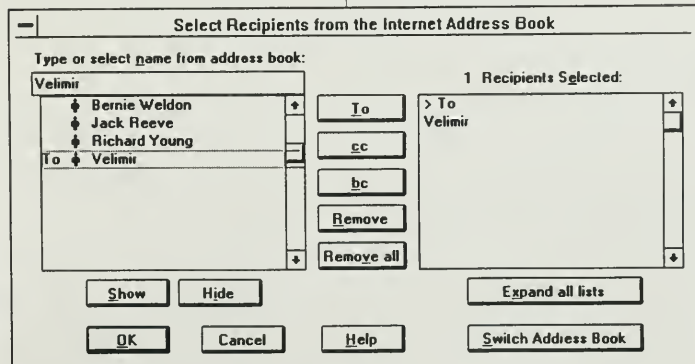 Select Recipients from the Internet Address Book
Type or select name from address book:
Velimir
Bernie Weldon
Jack Reeve
Richard Young
To Velimir
To
cc
bc
Remove
Remove all
1 Recipients Selected:
> To
Velimir
Show
Hide
Expand all lists
OK
Cancel
Help
Switch Address Book